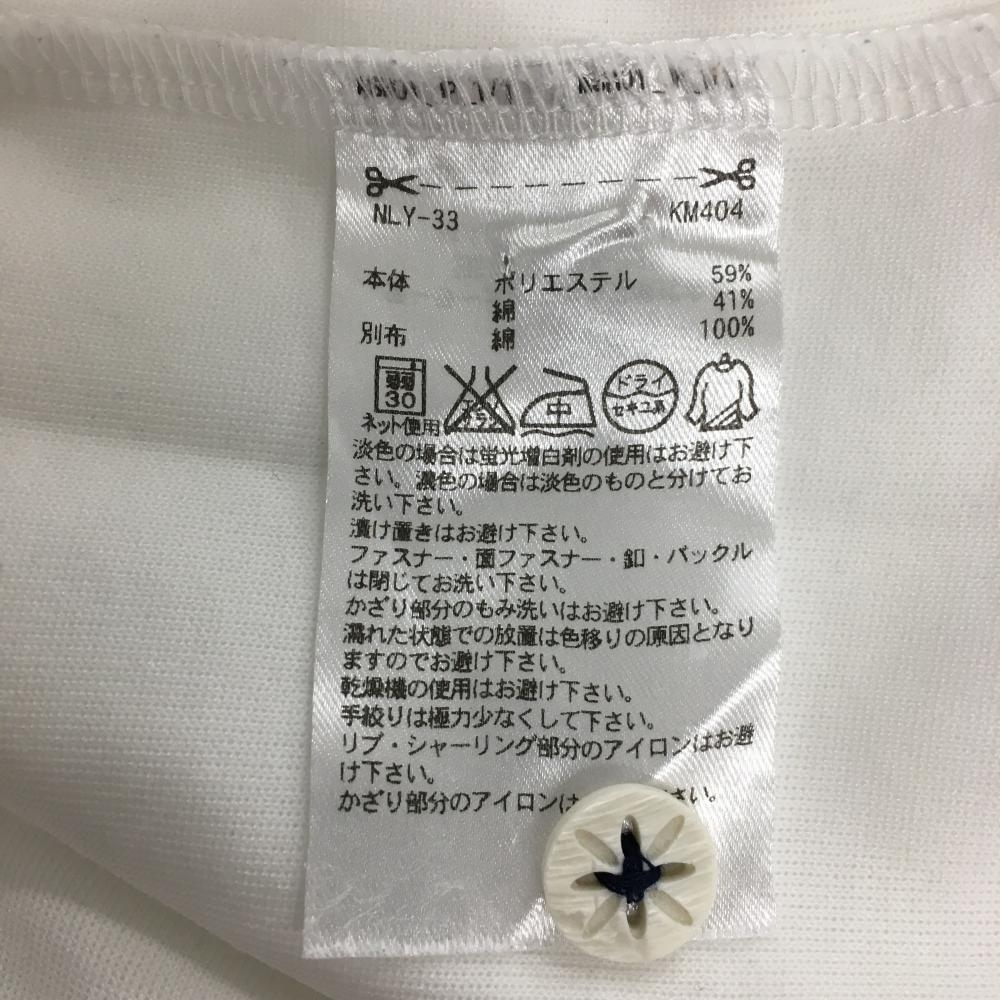 NLY-33 KM404
本体 ポリエステル 59%
綿 41%
別布 綿 100%
弱
30
中
ドライ
セキユ系
ネット使用
淡色の場合は蛍光増白剤の使用はお避け下
さい。濃色の場合は淡色のものと分けてお
洗い下さい。
漬け置きはお避け下さい。
ファスナー・面ファスナー・釦・バックル
は閉じてお洗い下さい。
かざり部分のもみ洗いはお避け下さい。
濡れた状態での放置は色移りの原因となり
ますのでお避け下さい。
乾燥機の使用はお避け下さい。
手絞りは極力少なくして下さい。
リブ・シャーリング部分のアイロンはお避
け下さい。
かざり部分のアイロンは さい。